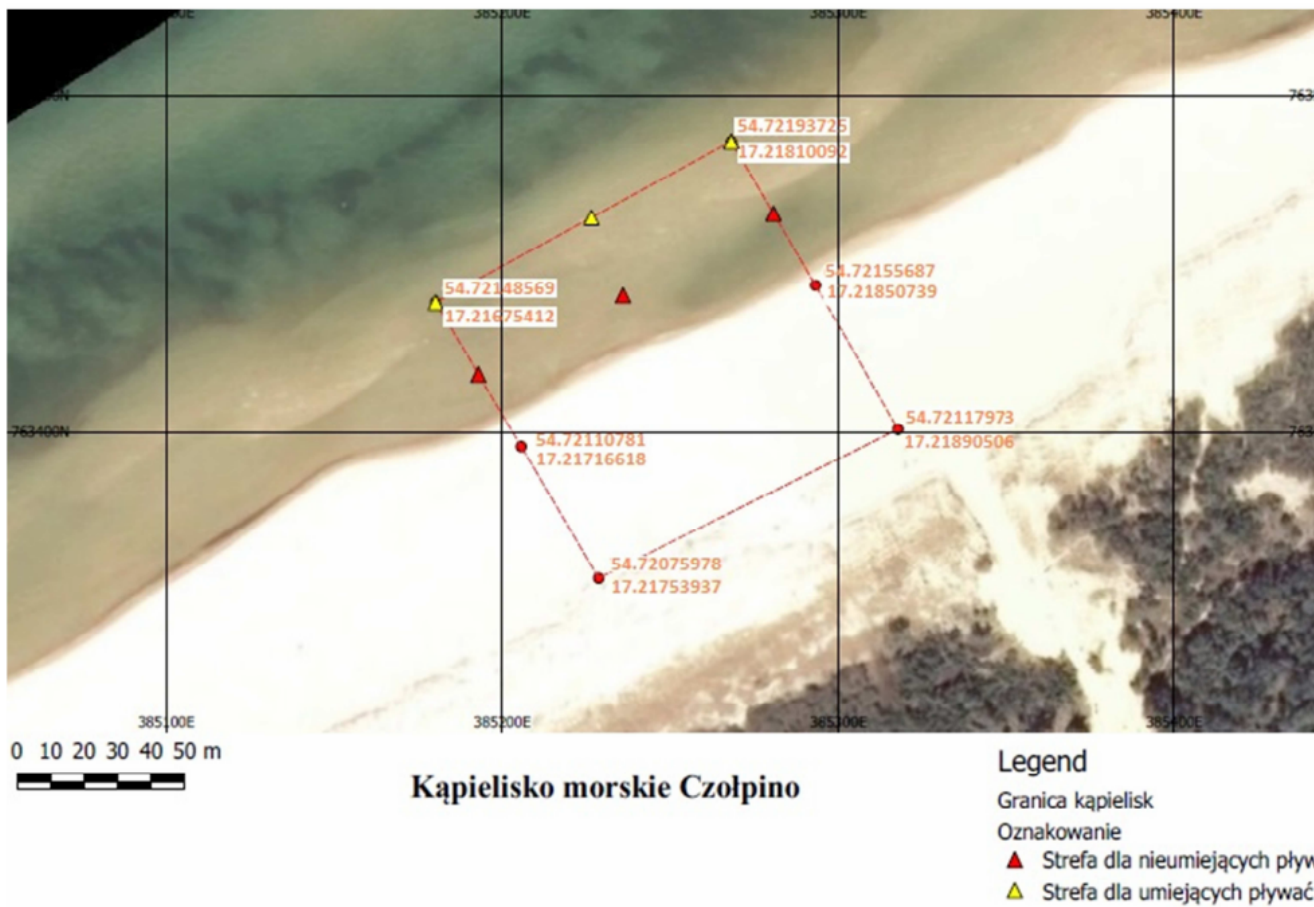 385200E
385300E
385400E
54.72193725
17.21810092
54.72148569
17.21675412
54.72155687
17.21850739
763400N
54.72110781
17.21716618
54.72117973
17.21890506
54.72075978
17.21753937
385100E
385200E
385300E
385400E
0 10 20 30 40 50 m
Kąpielisko morskie Czołpino
Legend
Granica kąpielisk
Oznakowanie
Strefa dla nieumiejących pływ
Strefa dla umiejących pływać